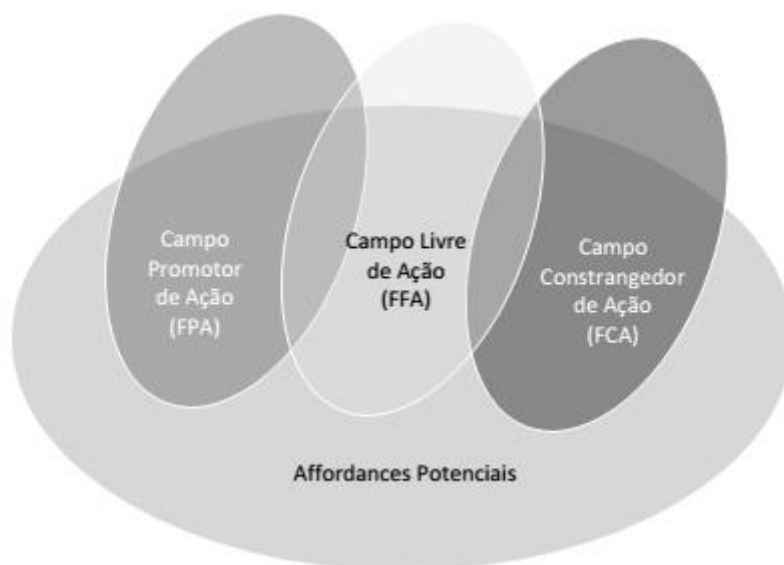 Campo
Promotor
de Ação
(FPA)
Campo Livre
de Ação
(FFA)
Campo
Constrangedor
de Ação
(FCA)
Affordances Potenciais